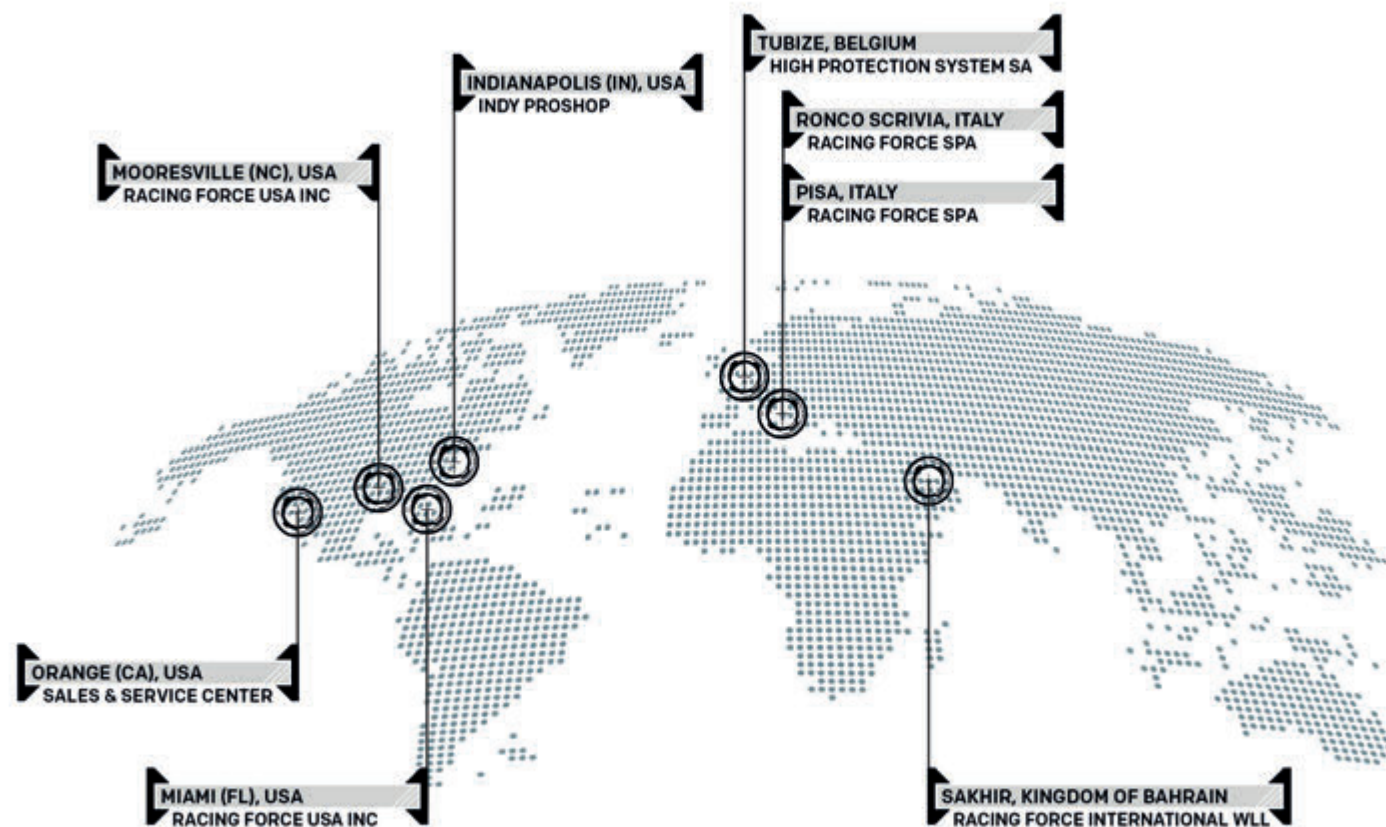 TUBIZE, BELGIUM
HIGH PROTECTION SYSTEM SA
INDIANAPOLIS (IN), USA
INDY PROSHOP
RONCO SCRIVIA, ITALY
RACING FORCE SPA
MOORESVILLE (NC), USA
RACING FORCE USA INC
PISA, ITALY
RACING FORCE SPA
ORANGE (CA), USA
SALES & SERVICE CENTER
MIAMI (FL), USA
RACING FORCE USA INC
SAKHIR, KINGDOM OF BAHRAIN
RACING FORCE INTERNATIONAL WLL